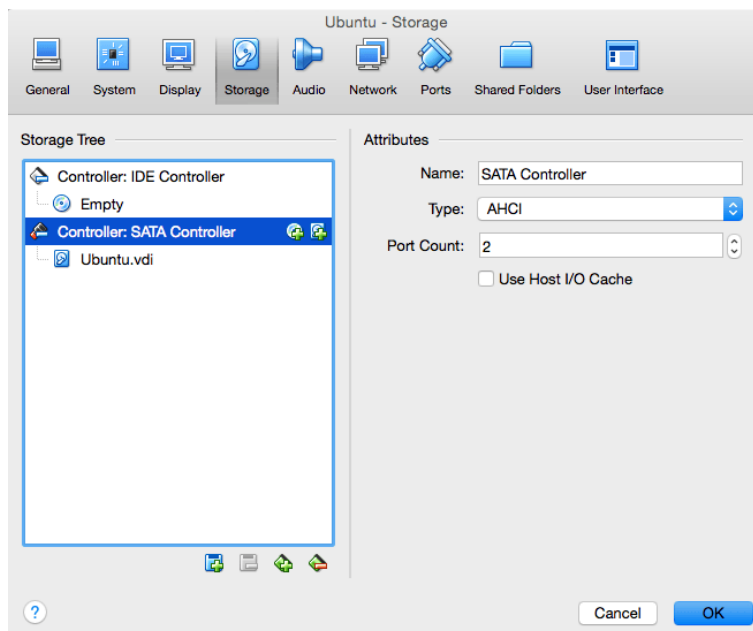 Ubuntu - Storage
General System Display Storage Audio Network Ports Shared Folders User Interface
Storage Tree
Controller: IDE Controller
Empty
Controller: SATA Controller
Ubuntu.vdi
Attributes
Name: SATA Controller
Type: AHCI
Port Count: 2
Use Host I/O Cache
?
Cancel OK